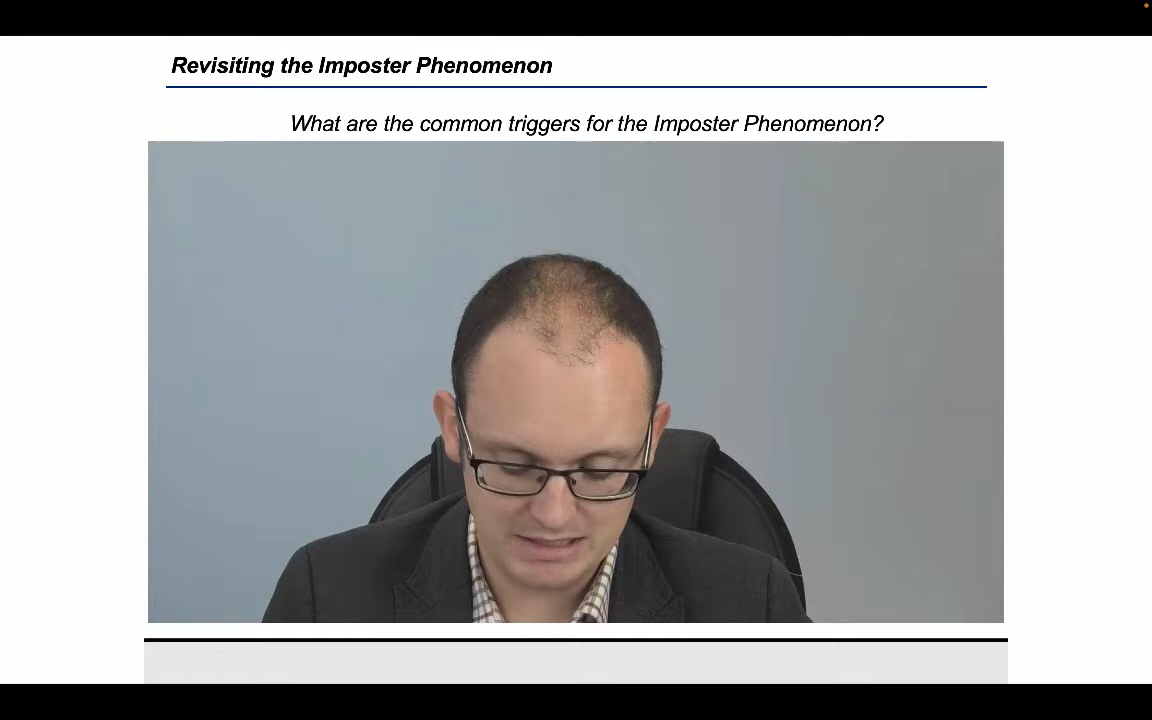 Revisiting the Imposter Phenomenon
What are the common triggers for the Imposter Phenomenon?